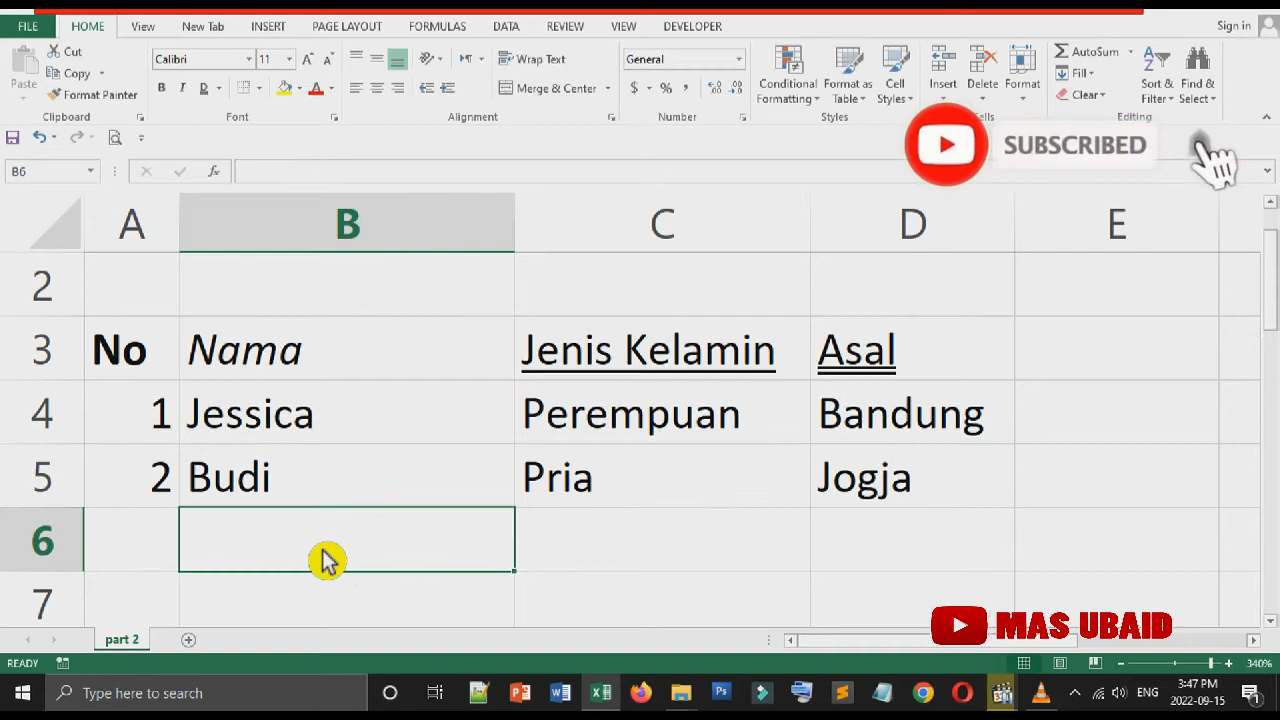 FILE HOME View New Tab INSERT PAGE LAYOUT FORMULAS DATA REVIEW VIEW DEVELOPER Sign in
Paste
Cut
Copy
Format Painter
Clipboard
Calibri 11
B I D
Font
Wrap Text
Merge & Center
Alignment
General
$ % ,
Number
Conditional Formatting
Format as Table
Cell Styles
Styles
Insert Delete Format
Cells
AutoSum
Fill
Clear
Sort & Filter
Find & Select
Editing
SUBSCRIBED
B6 fx
A B C D E
2
3 No Nama Jenis Kelamin Asal
4 1 Jessica Perempuan Bandung
5 2 Budi Pria Jogja
6
7
MAS UBAID
part 2
READY 340%
Type here to search
ENG
3:47 PM
2022-09-15
1